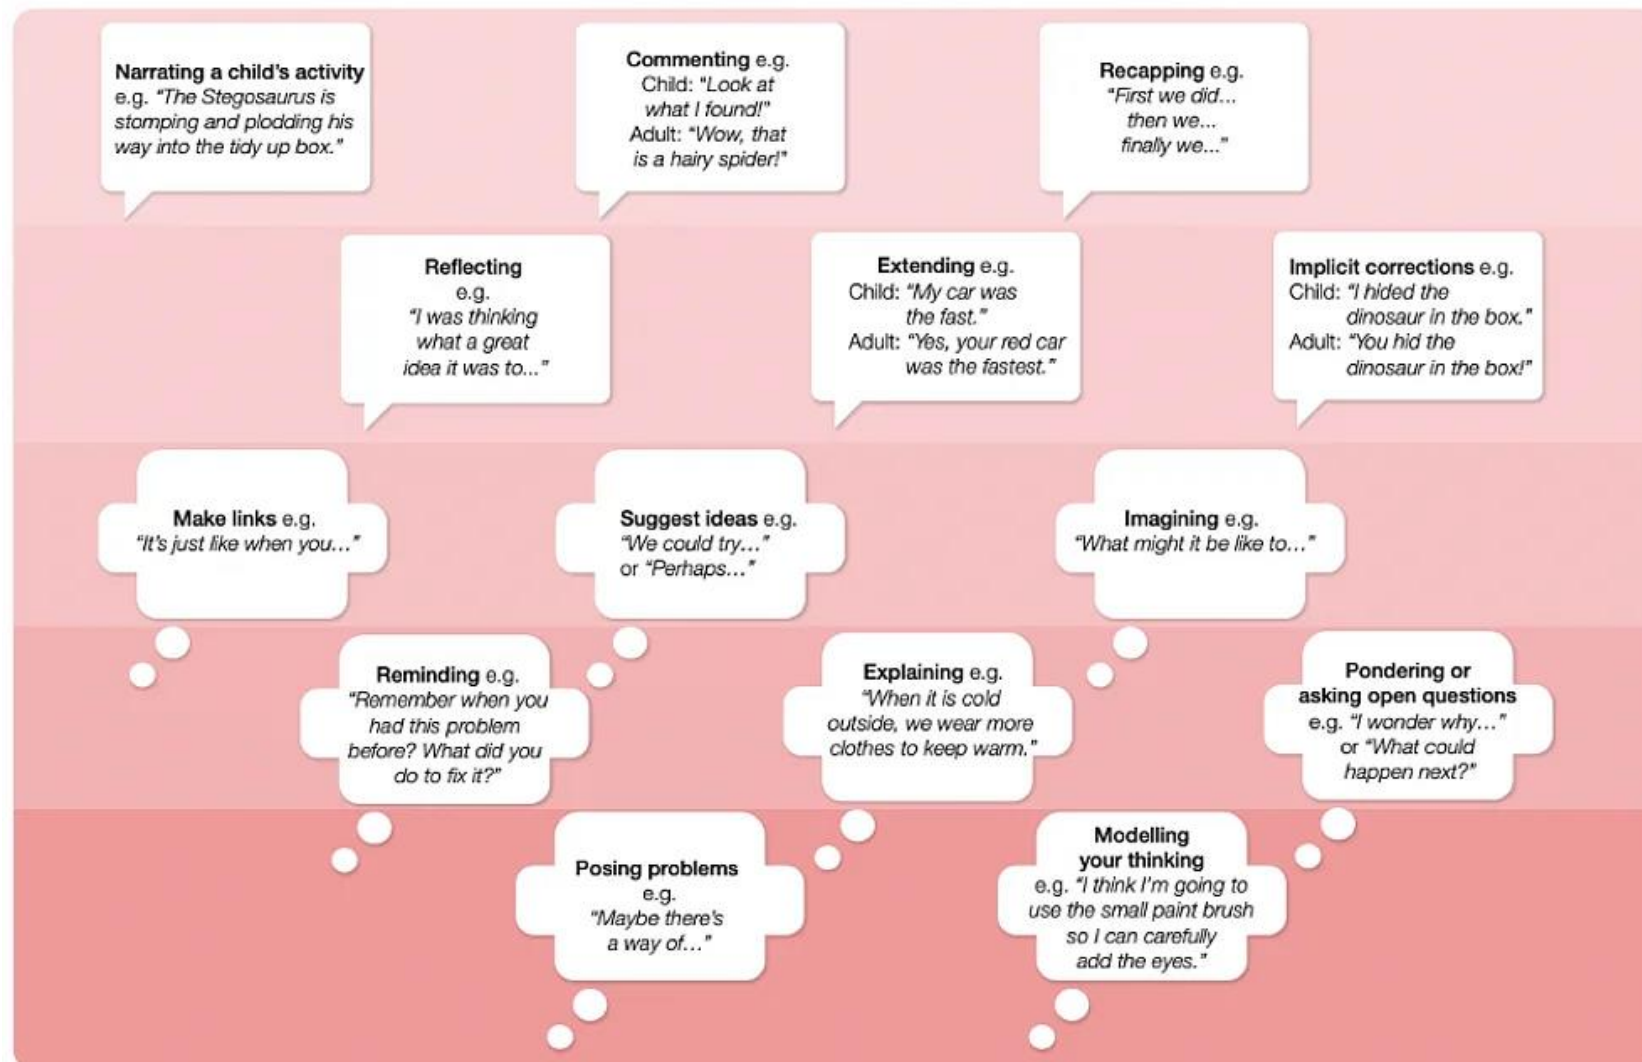 Narrating a child's activity
e.g. "The Stegosaurus is
stomping and plodding his
way into the tidy up box."
Commenting e.g.
Child: "Look at
what I found!"
Adult: "Wow, that
is a hairy spider!"
Recapping e.g.
"First we did...
then we...
finally we..."
Reflecting
e.g.
"I was thinking
what a great
idea it was to..."
Extending e.g.
Child: "My car was
the fast."
Adult: "Yes, your red car
was the fastest."
Implicit corrections e.g.
Child: "I hided the
dinosaur in the box."
Adult: "You hid the
dinosaur in the box!"
Make links e.g.
"It's just like when you..."
Suggest ideas e.g.
"We could try..."
or "Perhaps..."
Imagining e.g.
"What might it be like to..."
Reminding e.g.
"Remember when you
had this problem
before? What did you
do to fix it?"
Explaining e.g.
"When it is cold
outside, we wear more
clothes to keep warm."
Pondering or
asking open questions
e.g. "I wonder why..."
or "What could
happen next?"
Posing problems
e.g.
"Maybe there's
a way of..."
Modelling
your thinking
e.g. "I think I'm going to
use the small paint brush
so I can carefully
add the eyes."